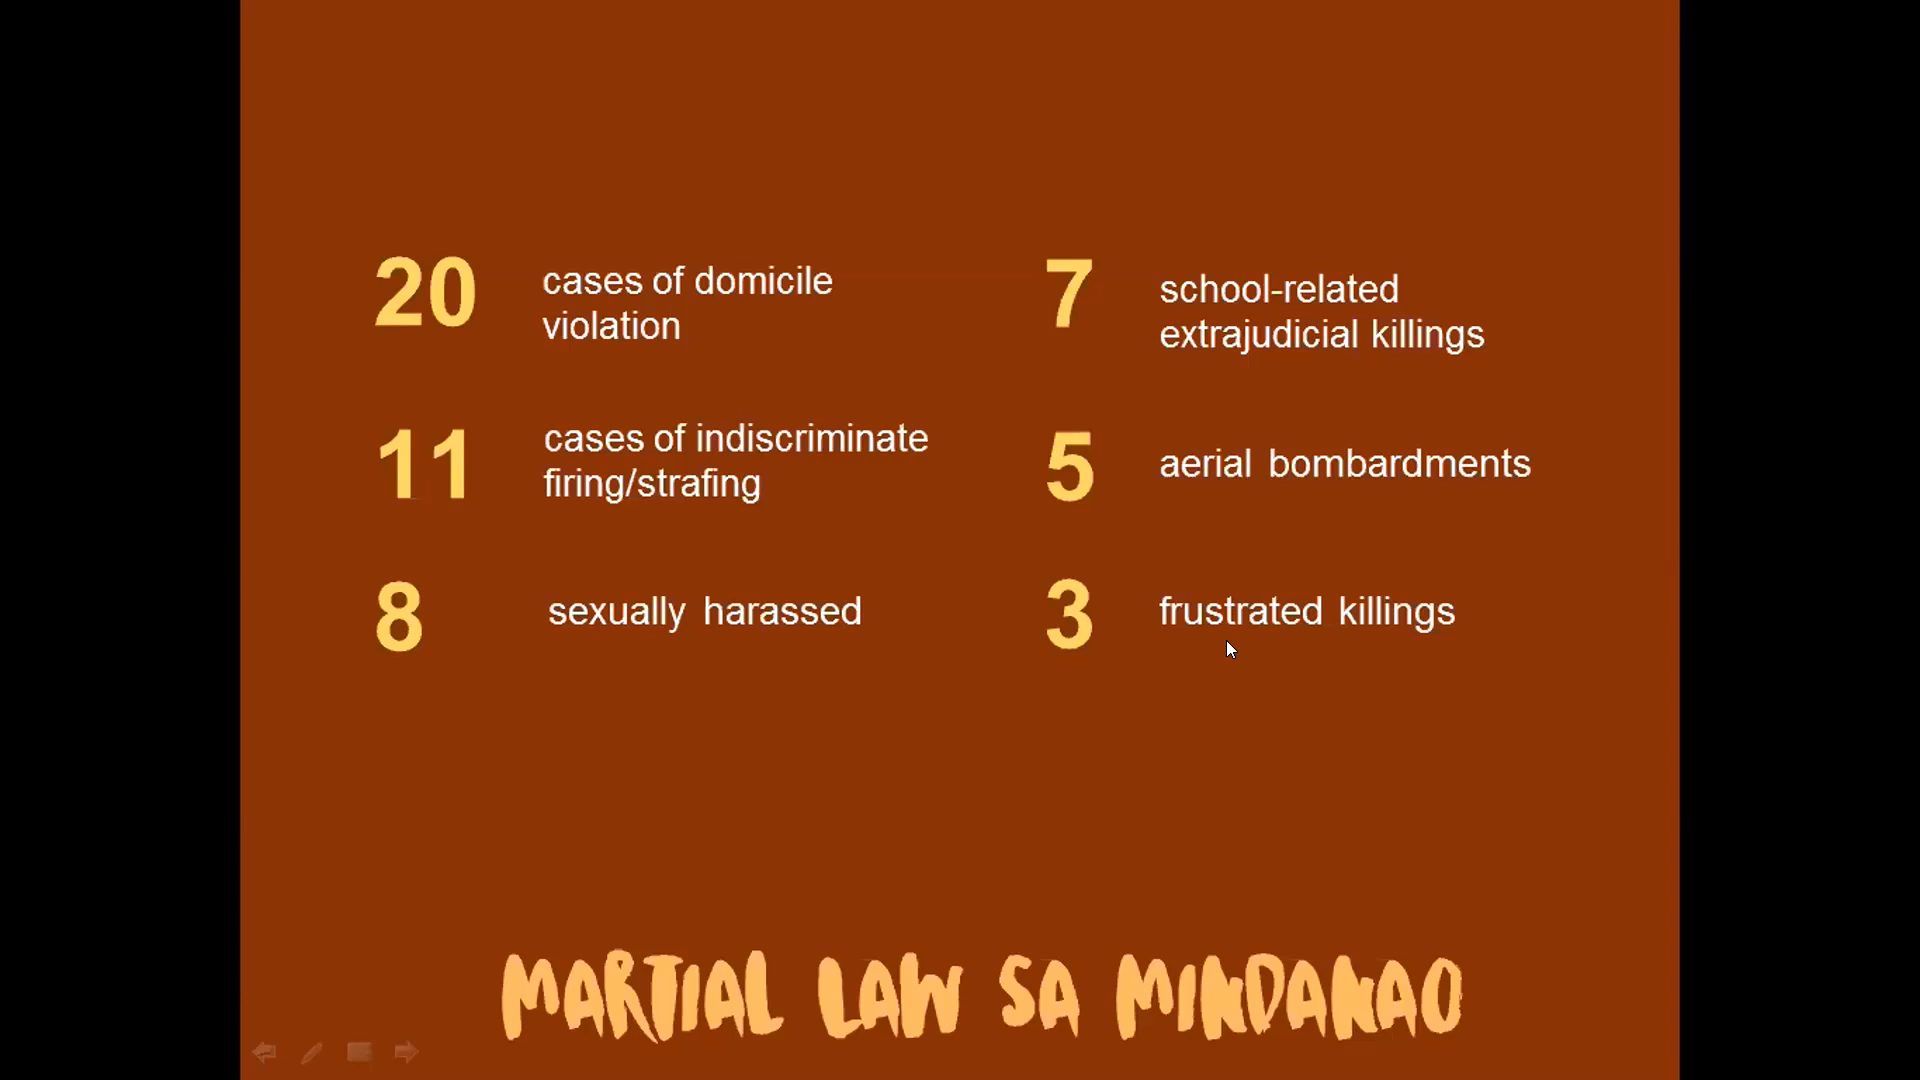 20
cases of domicile
violation
7
school-related
extrajudicial killings
11
cases of indiscriminate
firing/strafing
5
aerial bombardments
8
sexually harassed
3
frustrated killings
MARTIAL LAW SA MINDANAO